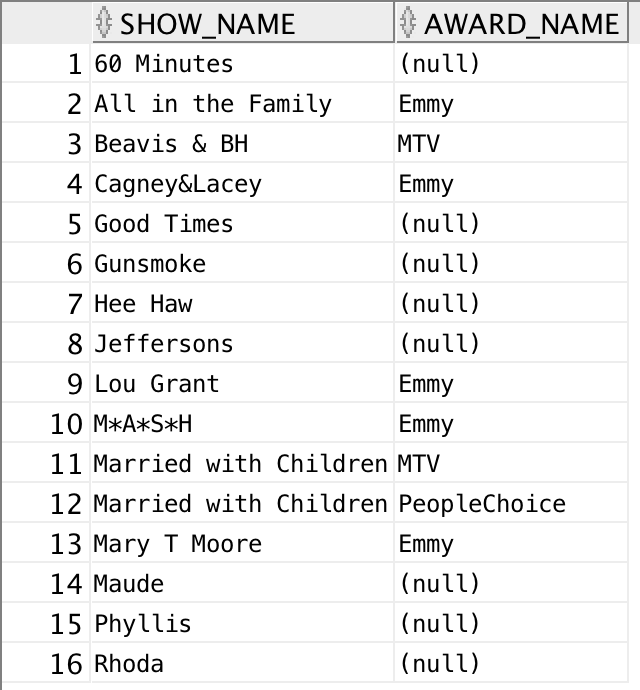 SHOW_NAME AWARD_NAME
1 60 Minutes (null)
2 All in the Family Emmy
3 Beavis & BH MTV
4 Cagney&Lacey Emmy
5 Good Times (null)
6 Gunsmoke (null)
7 Hee Haw (null)
8 Jeffersons (null)
9 Lou Grant Emmy
10 M*A*S*H Emmy
11 Married with Children MTV
12 Married with Children PeopleChoice
13 Mary T Moore Emmy
14 Maude (null)
15 Phyllis (null)
16 Rhoda (null)